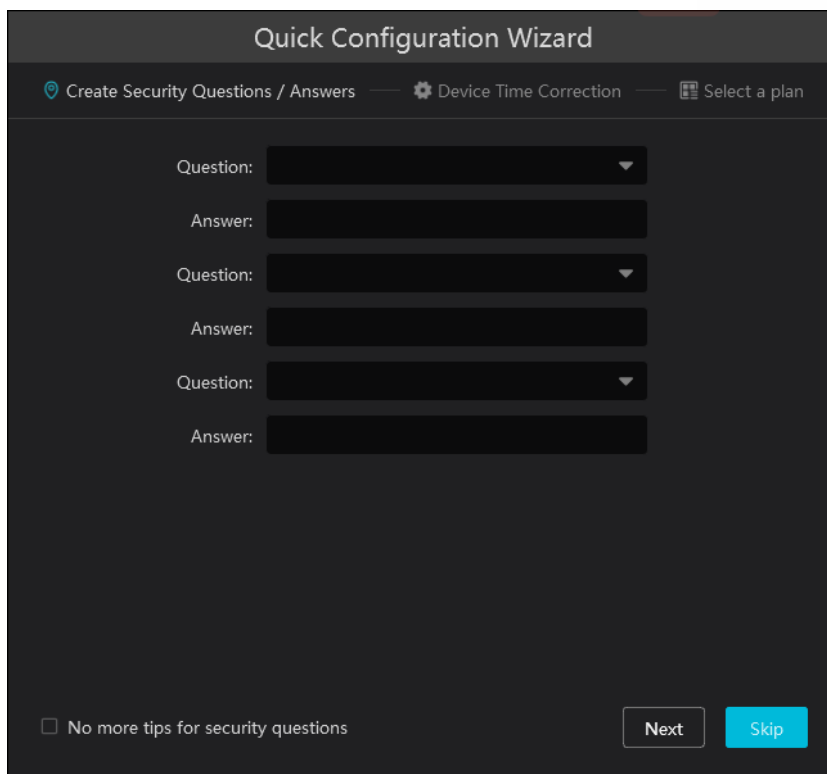 Quick Configuration Wizard
Create Security Questions / Answers Device Time Correction Select a plan
Question:
Answer:
Question:
Answer:
Question:
Answer:
No more tips for security questions Next Skip